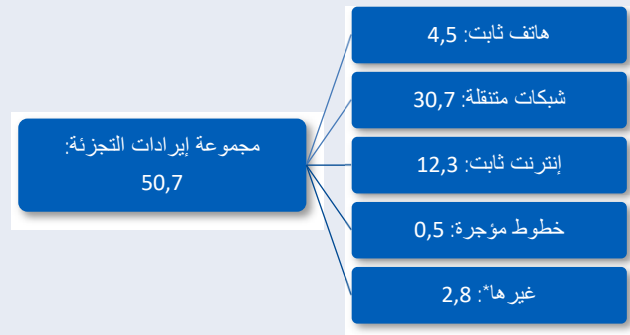 مجموعة إيرادات التجزئة:
50,7
هاتف ثابت: 4,5
شبكات متنقلة: 30,7
إنترنت ثابت: 12,3
خطوط مؤجرة: 0,5
غيرها*: 2,8